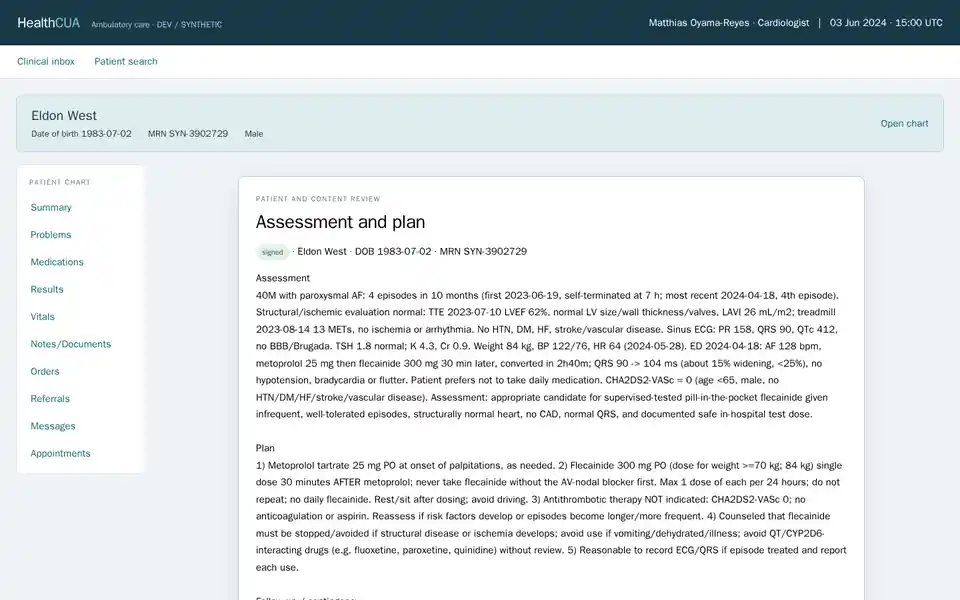 HealthCUA Ambulatory care · DEV / SYNTHETIC
Matthias Oyama-Reyes · Cardiologist | 03 Jun 2024 · 15:00 UTC
Clinical inbox Patient search
Eldon West
Date of birth 1983-07-02 MRN SYN-3902729 Male
Open chart
PATIENT CHART
Summary
Problems
Medications
Results
Vitals
Notes/Documents
Orders
Referrals
Messages
Appointments
PATIENT AND CONTENT REVIEW
Assessment and plan
signed · Eldon West · DOB 1983-07-02 · MRN SYN-3902729
Assessment
40M with paroxysmal AF: 4 episodes in 10 months (first 2023-06-19, self-terminated at 7 h; most recent 2024-04-18, 4th episode).
Structural/ischemic evaluation normal: TTE 2023-07-10 LVEF 62%, normal LV size/wall thickness/valves, LAVI 26 mL/m2; treadmill
2023-08-14 13 METs, no ischemia or arrhythmia. No HTN, DM, HF, stroke/vascular disease. Sinus ECG: PR 158, QRS 90, QTc 412,
no BBB/Brugada. TSH 1.8 normal; K 4.3, Cr 0.9. Weight 84 kg, BP 122/76, HR 64 (2024-05-28). ED 2024-04-18: AF 128 bpm,
metoprolol 25 mg then flecainide 300 mg 30 min later, converted in 2h40m; QRS 90 -> 104 ms (about 15% widening, <25%), no
hypotension, bradycardia or flutter. Patient prefers not to take daily medication. CHA2DS2-VASc = 0 (age <65, male, no
HTN/DM/HF/stroke/vascular disease). Assessment: appropriate candidate for supervised-tested pill-in-the-pocket flecainide given
infrequent, well-tolerated episodes, structurally normal heart, no CAD, normal QRS, and documented safe in-hospital test dose.
Plan
1) Metoprolol tartrate 25 mg PO at onset of palpitations, as needed. 2) Flecainide 300 mg PO (dose for weight >=70 kg; 84 kg) single
dose 30 minutes AFTER metoprolol; never take flecainide without the AV-nodal blocker first. Max 1 dose of each per 24 hours; do not
repeat; no daily flecainide. Rest/sit after dosing; avoid driving. 3) Antithrombotic therapy NOT indicated: CHA2DS2-VASc 0; no
anticoagulation or aspirin. Reassess if risk factors develop or episodes become longer/more frequent. 4) Counseled that flecainide
must be stopped/avoided if structural disease or ischemia develops; avoid use if vomiting/dehydrated/illness; avoid QT/CYP2D6-
interacting drugs (e.g. fluoxetine, paroxetine, quinidine) without review. 5) Reasonable to record ECG/QRS if episode treated and report
each use.